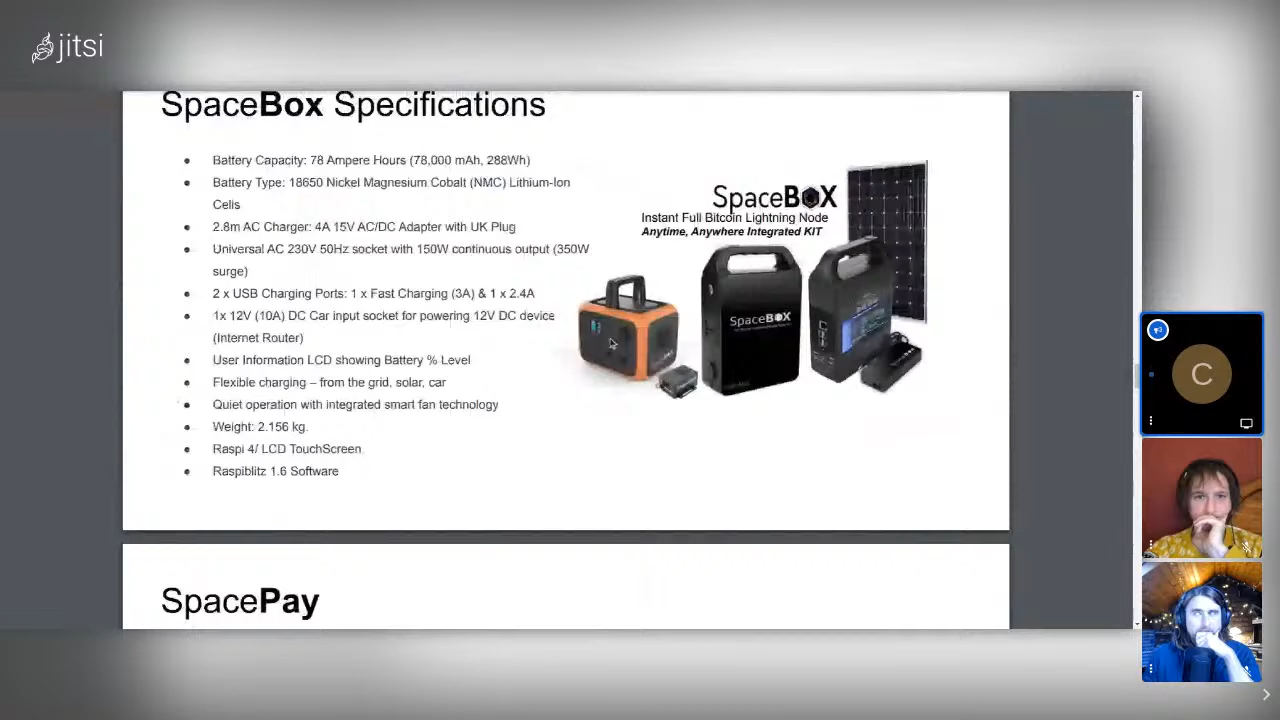 jitsi
SpaceBox Specifications
Battery Capacity: 78 Ampere Hours (78,000 mAh, 288Wh)
Battery Type: 18650 Nickel Magnesium Cobalt (NMC) Lithium-Ion
Cells
2.8m AC Charger: 4A 15V AC/DC Adapter with UK Plug
Universal AC 230V 50Hz socket with 150W continuous output (350W
surge)
2 x USB Charging Ports: 1 x Fast Charging (3A) & 1 x 2.4A
1x 12V (10A) DC Car input socket for powering 12V DC device
(Internet Router)
User Information LCD showing Battery % Level
Flexible charging – from the grid, solar, car
Quiet operation with integrated smart fan technology
Weight: 2.156 kg.
Raspi 4/ LCD TouchScreen
Raspiblitz 1.6 Software
SpaceBOX
Instant Full Bitcoin Lightning Node
Anytime, Anywhere Integrated KIT
SpaceBOX
SpacePay
C